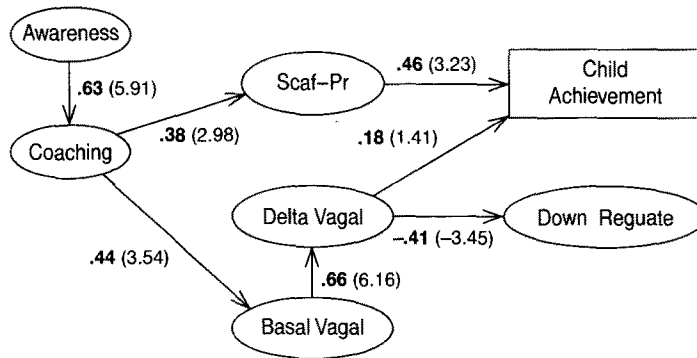 Awareness
.63 (5.91)
Coaching
.38 (2.98)
Scaf–Pr
.46 (3.23)
Child
Achievement
.18 (1.41)
Delta Vagal
–.41 (–3.45)
Down Reguate
.44 (3.54)
.66 (6.16)
Basal Vagal